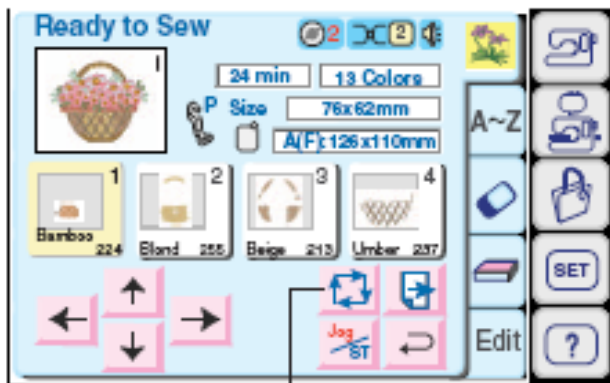 Ready to Sew
2
2
1
24 min
13 Colors
P
Size
76x62mm
A(F):126x110mm
1
Bamboo
224
2
Blond
255
3
Beige
213
4
Umber
237
Jog/ST
A~Z
Edit
SET
?